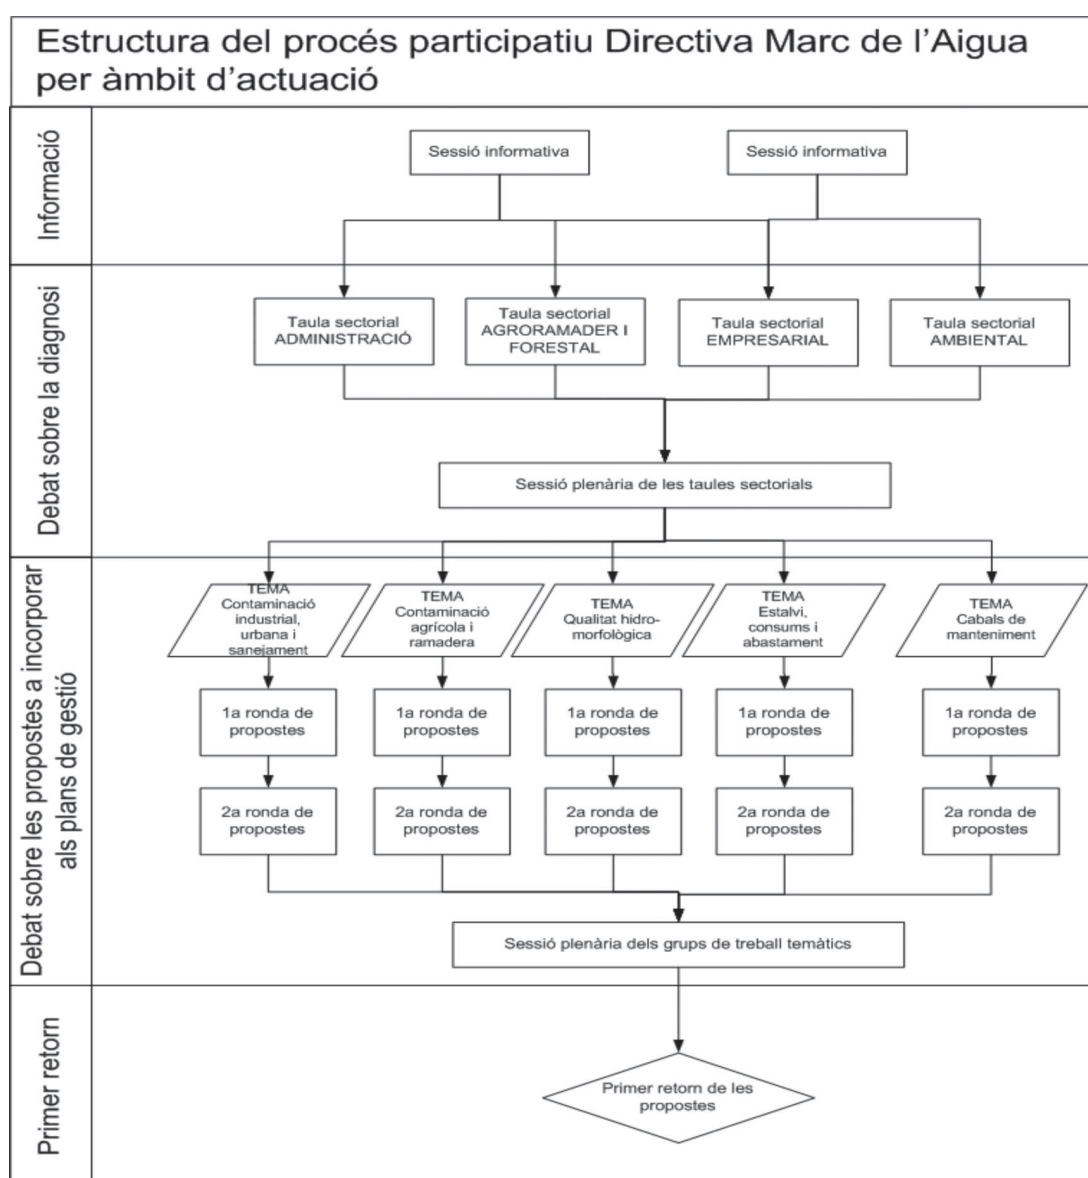 Estructura del procés participatiu Directiva Marc de l'Aigua
per àmbit d'actuació
Informació
Sessió informativa
Sessió informativa
Debat sobre la diagnosi
Taula sectorial
ADMINISTRACIÓ
Taula sectorial
AGRORAMADER I
FORESTAL
Taula sectorial
EMPRESARIAL
Taula sectorial
AMBIENTAL
Sessió plenària de les taules sectorials
Debat sobre les propostes a incorporar
als plans de gestió
TEMA
Contaminació
industrial,
urbana i
sanejament
TEMA
Contaminació
agrícola i
ramadera
TEMA
Qualitat hidro-
morfològica
TEMA
Estalvi,
consums i
abastament
TEMA
Cabals de
manteniment
1a ronda de
propostes
1a ronda de
propostes
1a ronda de
propostes
1a ronda de
propostes
1a ronda de
propostes
2a ronda de
propostes
2a ronda de
propostes
2a ronda de
propostes
2a ronda de
propostes
2a ronda de
propostes
Sessió plenària dels grups de treball temàtics
Primer retorn
Primer retorn de les
propostes